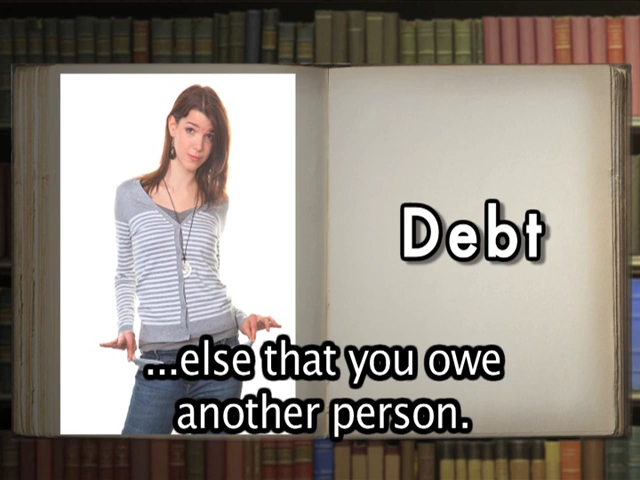 Debt
...else that you owe
another person.